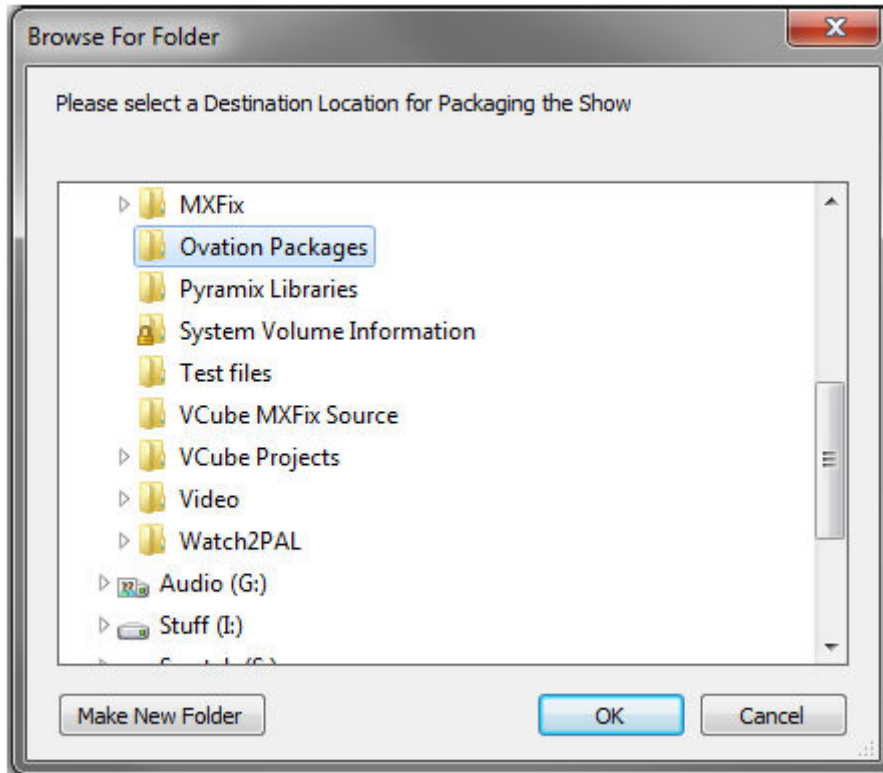 Browse For Folder
Please select a Destination Location for Packaging the Show
MXFix
Ovation Packages
Pyramix Libraries
System Volume Information
Test files
VCube MXFix Source
VCube Projects
Video
Watch2PAL
Audio (G:)
Stuff (I:)
Make New Folder OK Cancel